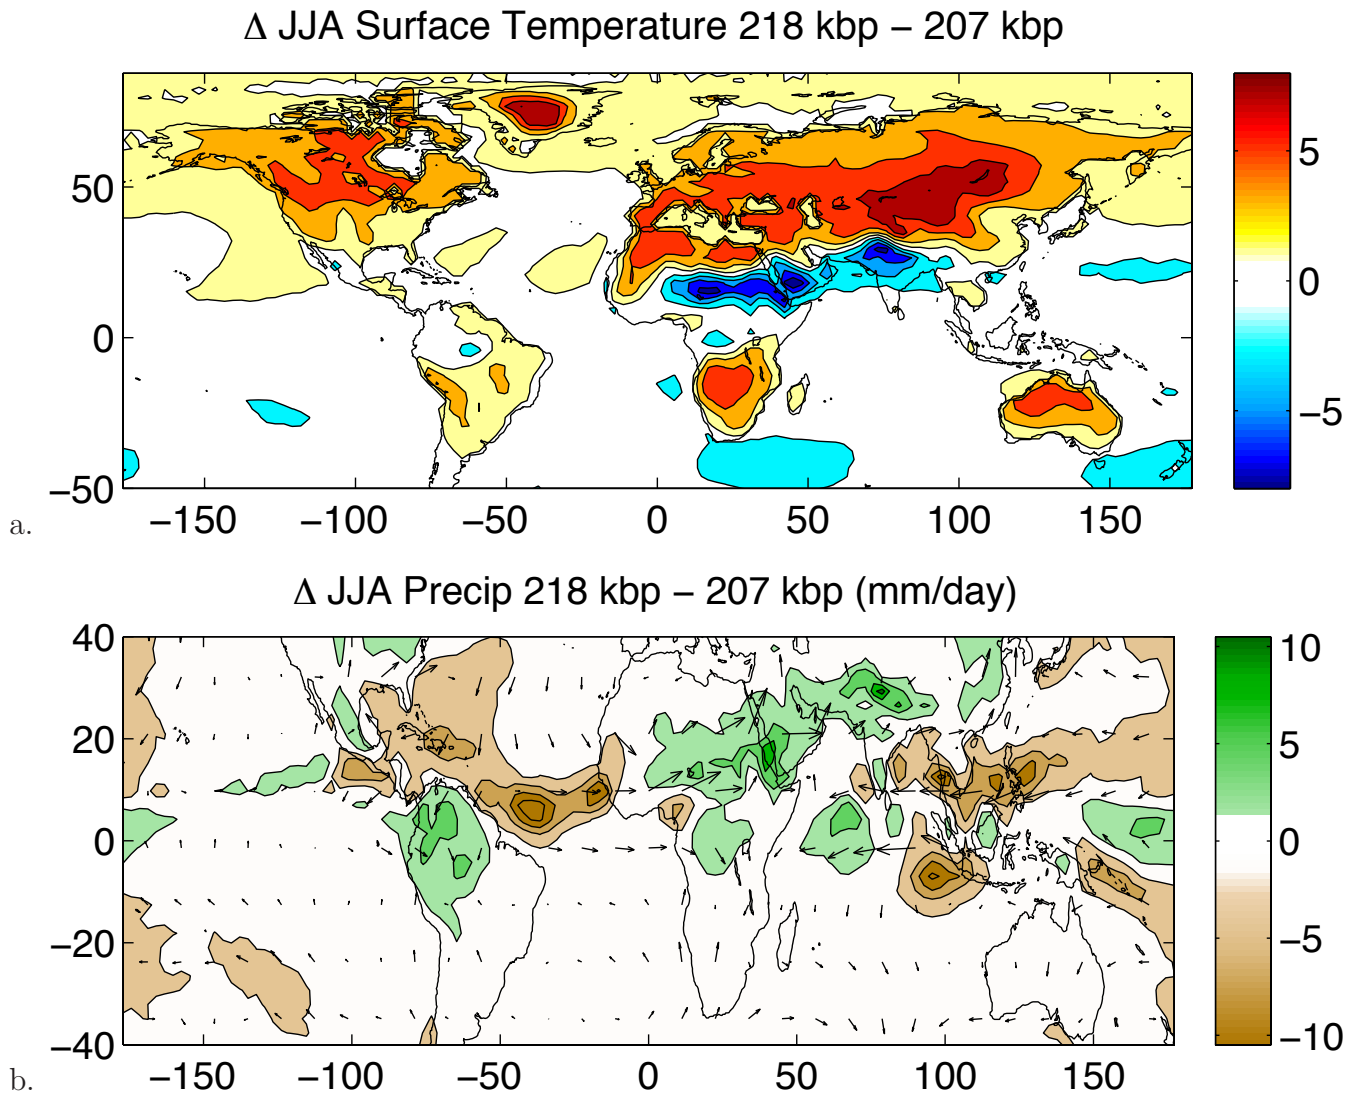 Δ JJA Surface Temperature 218 kbp − 207 kbp
50
0
−50
−150 −100 −50 0 50 100 150
5
0
−5
a.
Δ JJA Precip 218 kbp − 207 kbp (mm/day)
40
20
0
−20
−40
−150 −100 −50 0 50 100 150
10
5
0
−5
−10
b.